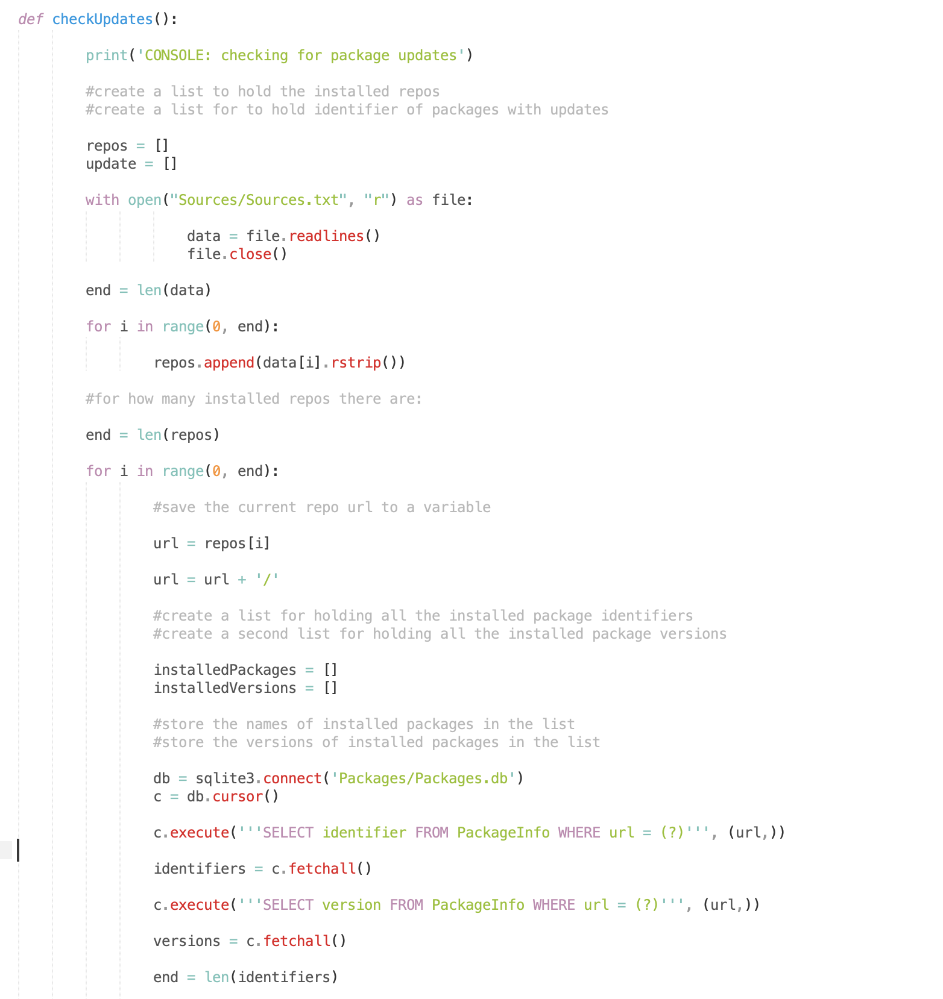 def checkUpdates():
print('CONSOLE: checking for package updates')
#create a list to hold the installed repos
#create a list for to hold identifier of packages with updates
repos = []
update = []
with open("Sources/Sources.txt", "r") as file:
data = file.readlines()
file.close()
end = len(data)
for i in range(0, end):
repos.append(data[i].rstrip())
#for how many installed repos there are:
end = len(repos)
for i in range(0, end):
#save the current repo url to a variable
url = repos[i]
url = url + '/'
#create a list for holding all the installed package identifiers
#create a second list for holding all the installed package versions
installedPackages = []
installedVersions = []
#store the names of installed packages in the list
#store the versions of installed packages in the list
db = sqlite3.connect('Packages/Packages.db')
c = db.cursor()
c.execute('''SELECT identifier FROM PackageInfo WHERE url = (?)''', (url,))
identifiers = c.fetchall()
c.execute('''SELECT version FROM PackageInfo WHERE url = (?)''', (url,))
versions = c.fetchall()
end = len(identifiers)